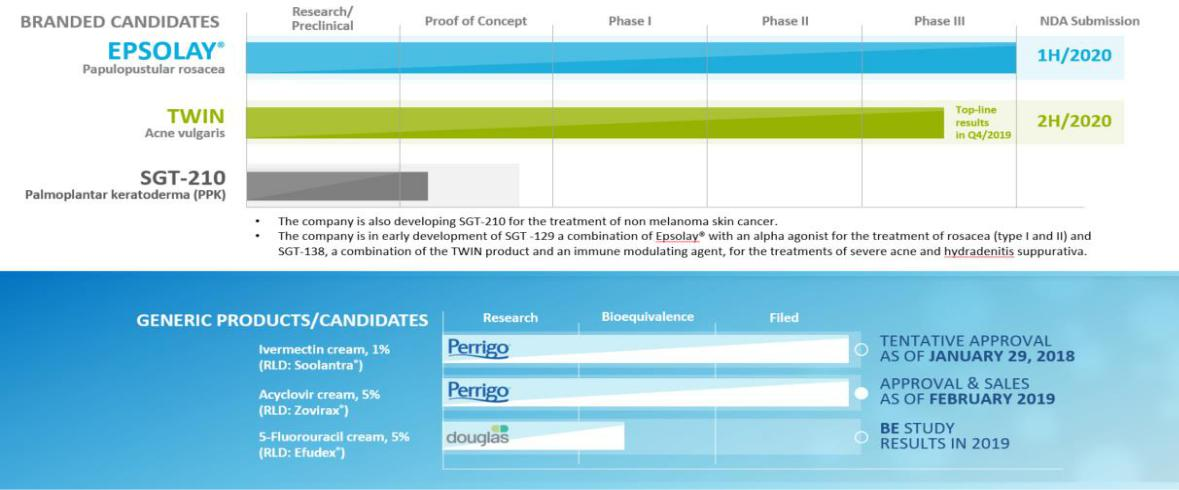 BRANDED CANDIDATES
Research/
Preclinical
Proof of Concept
Phase I
Phase II
Phase III
NDA Submission
EPSOLAY®
Papulopustular rosacea
1H/2020
TWIN
Acne vulgaris
Top-line
results
in Q4/2019
2H/2020
SGT-210
Palmoplantar keratoderma (PPK)
• The company is also developing SGT-210 for the treatment of non melanoma skin cancer.
• The company is in early development of SGT -129 a combination of Epsolay® with an alpha agonist for the treatment of rosacea (type I and II) and
SGT-138, a combination of the TWIN product and an immune modulating agent, for the treatments of severe acne and hydradenitis suppurativa.
GENERIC PRODUCTS/CANDIDATES
Research
Bioequivalence
Filed
Ivermectin cream, 1%
(RLD: Soolantra®)
Perrigo
TENTATIVE APPROVAL
AS OF JANUARY 29, 2018
Acyclovir cream, 5%
(RLD: Zovirax®)
Perrigo
APPROVAL & SALES
AS OF FEBRUARY 2019
5-Fluorouracil cream, 5%
(RLD: Efudex®)
douglas
BE STUDY
RESULTS IN 2019